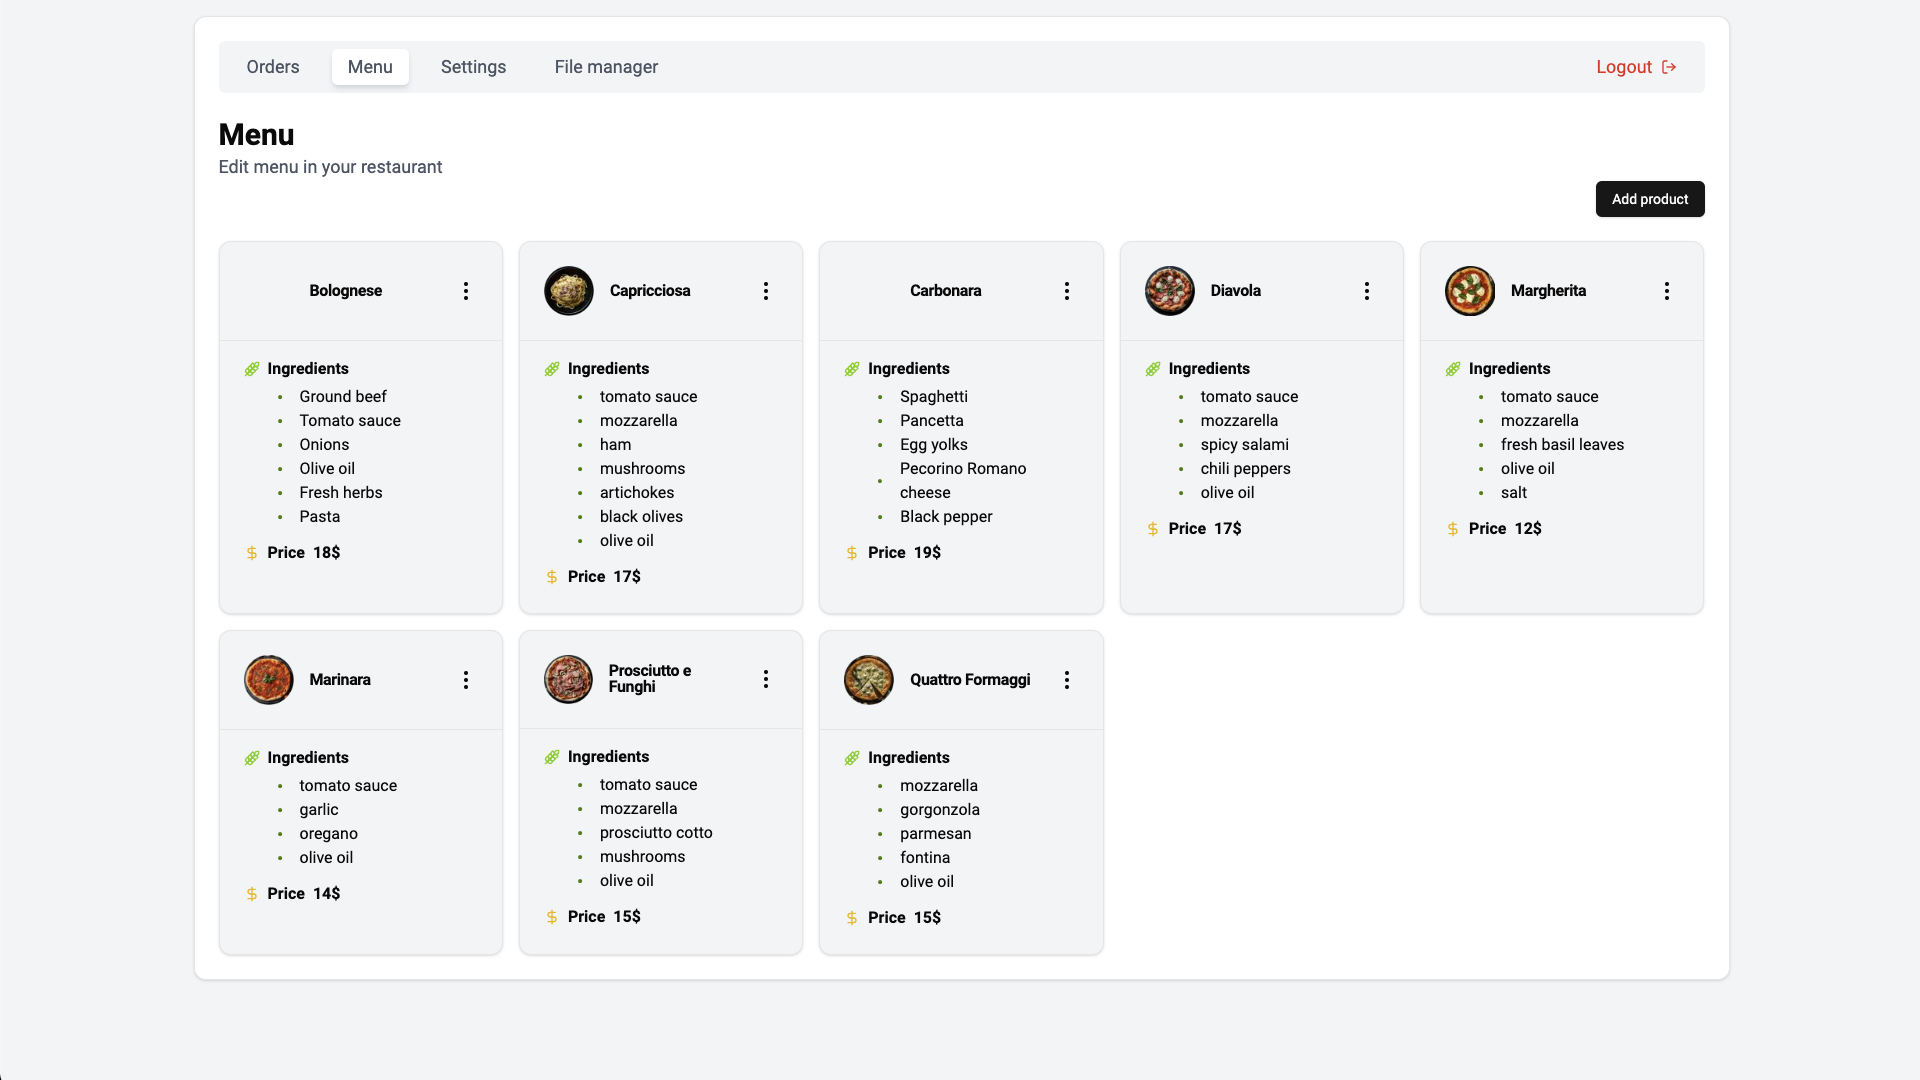 Orders
Menu
Settings
File manager
Logout
Menu
Edit menu in your restaurant
Add product
Bolognese
Ingredients
Ground beef
Tomato sauce
Onions
Olive oil
Fresh herbs
Pasta
Price 18$
Capricciosa
Ingredients
tomato sauce
mozzarella
ham
mushrooms
artichokes
black olives
olive oil
Price 17$
Carbonara
Ingredients
Spaghetti
Pancetta
Egg yolks
Pecorino Romano
cheese
Black pepper
Price 19$
Diavola
Ingredients
tomato sauce
mozzarella
spicy salami
chili peppers
olive oil
Price 17$
Margherita
Ingredients
tomato sauce
mozzarella
fresh basil leaves
olive oil
salt
Price 12$
Marinara
Ingredients
tomato sauce
garlic
oregano
olive oil
Price 14$
Prosciutto e
Funghi
Ingredients
tomato sauce
mozzarella
prosciutto cotto
mushrooms
olive oil
Price 15$
Quattro Formaggi
Ingredients
mozzarella
gorgonzola
parmesan
fontina
olive oil
Price 15$